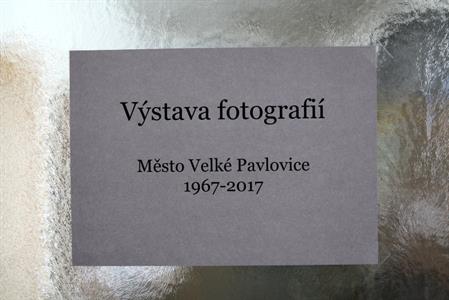 Výstava fotografií
Město Velké Pavlovice
1967-2017